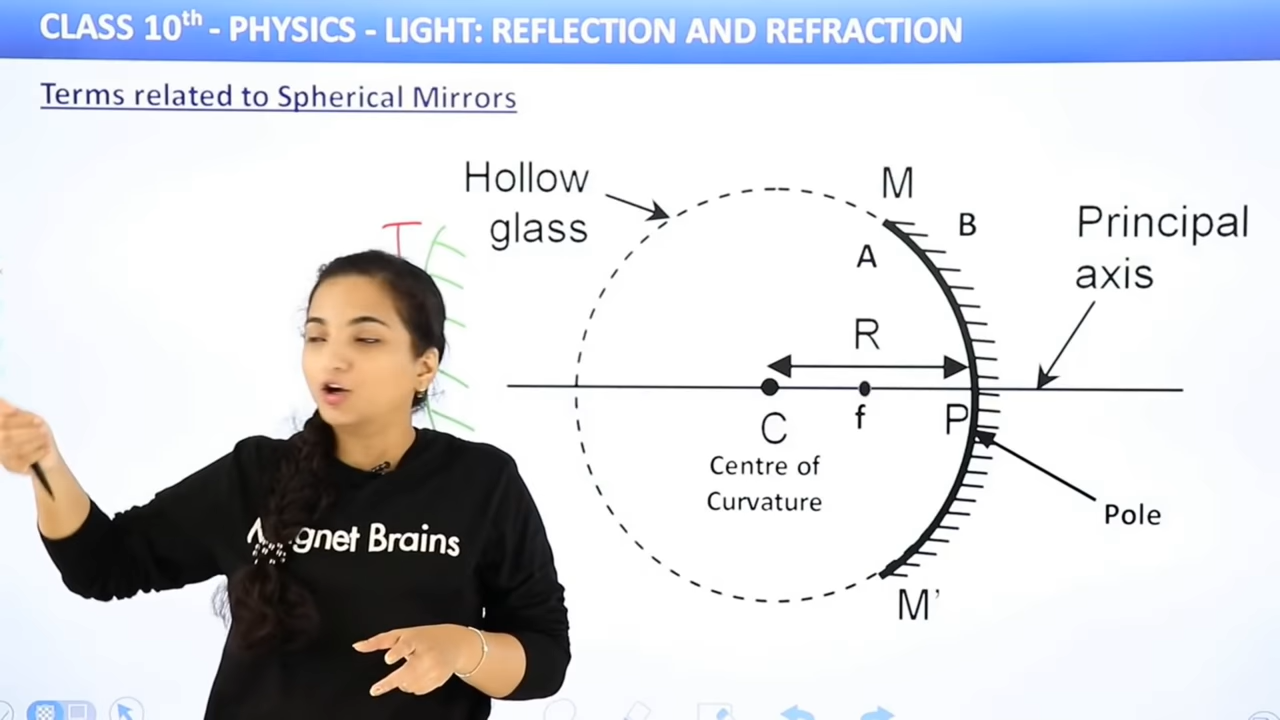 CLASS 10th - PHYSICS - LIGHT: REFLECTION AND REFRACTION
Terms related to Spherical Mirrors
Hollow
glass
M
B
A
Principal
axis
R
C
f
P
Centre of
Curvature
Pole
M'
I
Magnet Brains